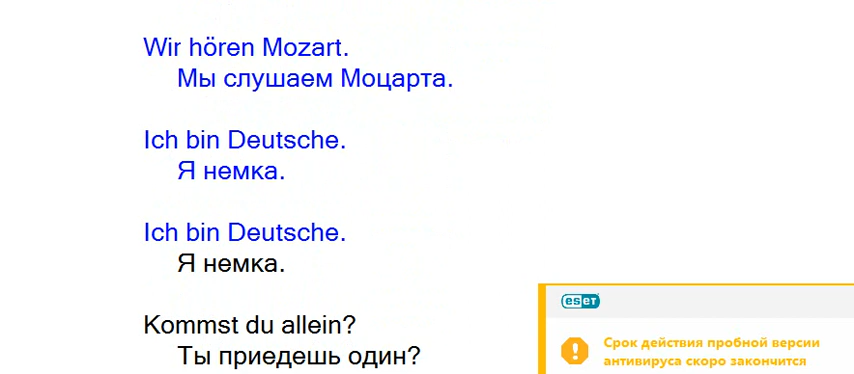 Wir hören Mozart.
Мы слушаем Моцарта.
Ich bin Deutsche.
Я немка.
Ich bin Deutsche.
Я немка.
Kommst du allein?
Ты приедешь один?
eset
Срок действия пробной версии
антивируса скоро закончится